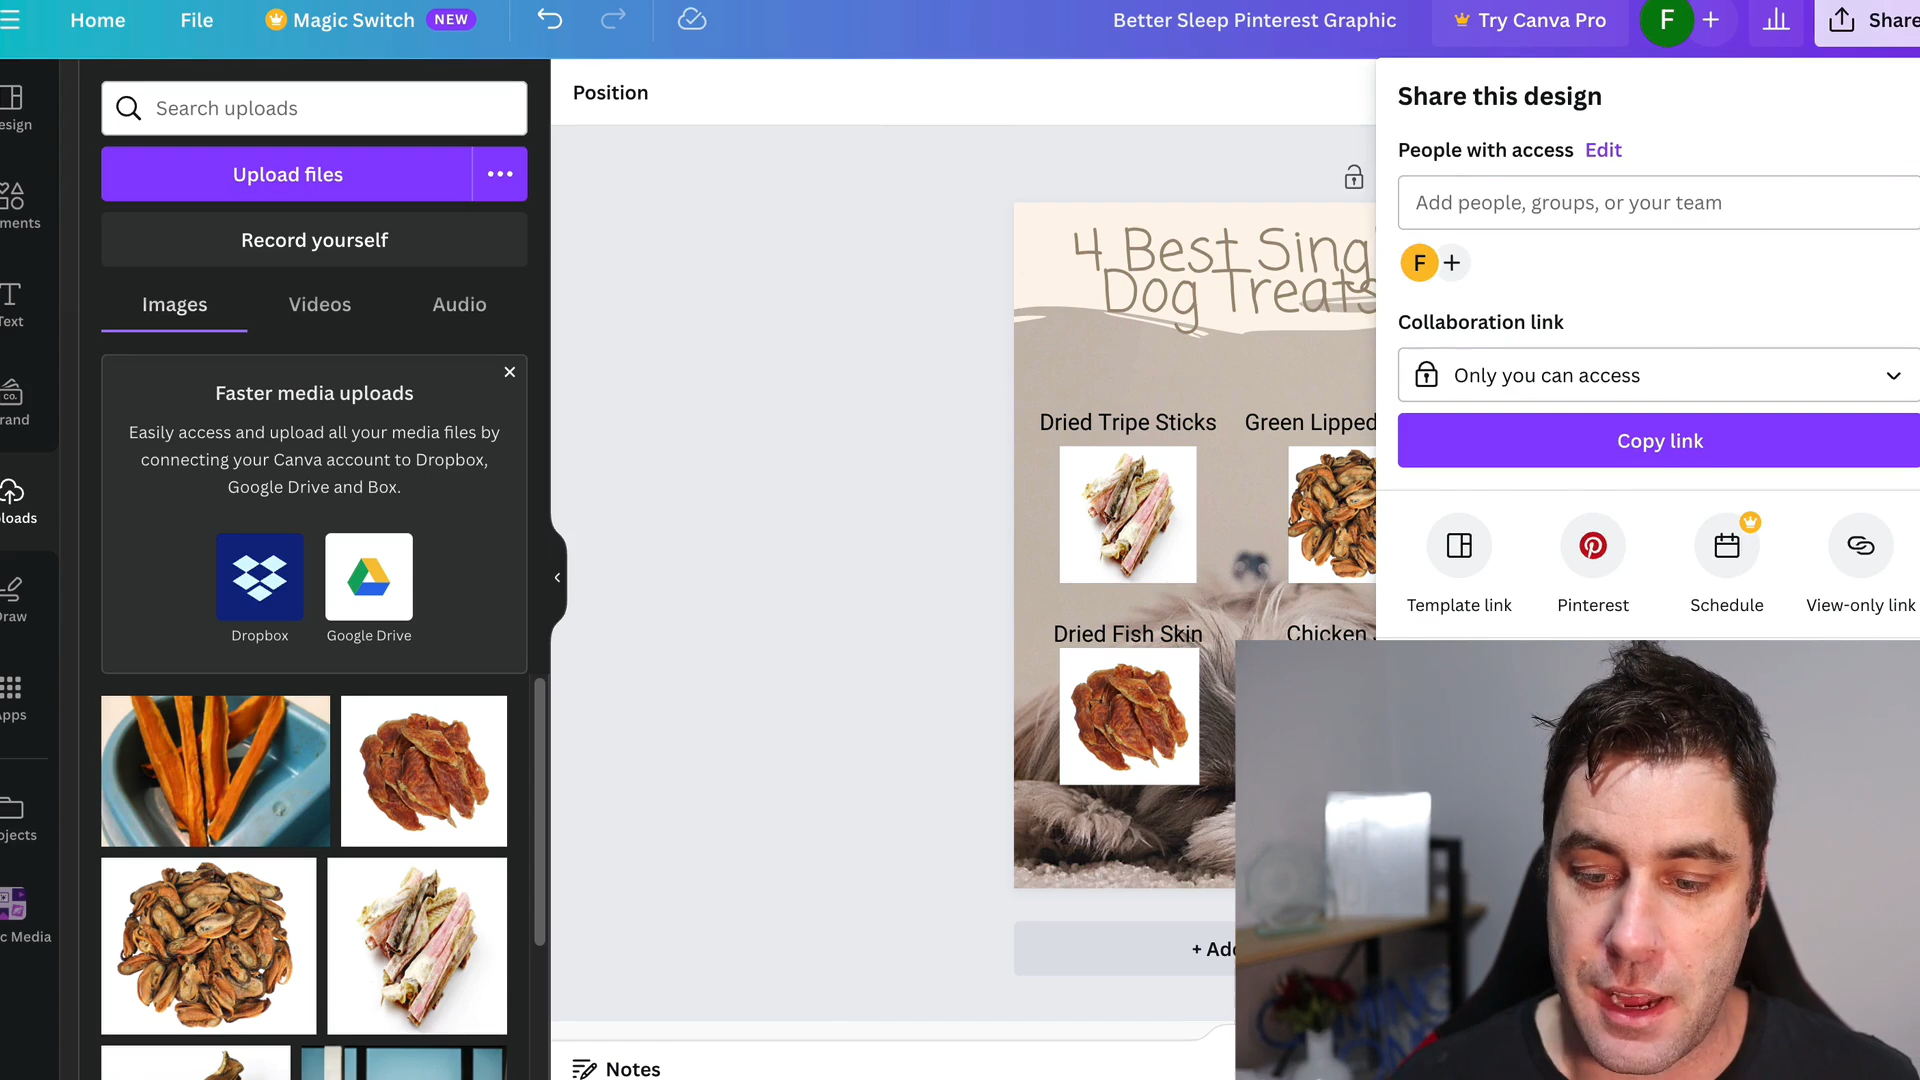 Home
File
Magic Switch
NEW
Better Sleep Pinterest Graphic
Try Canva Pro
F
Share
esign
ments
Text
co.
rand
loads
raw
pps
ojects
c Media
Search uploads
Upload files
Record yourself
Images
Videos
Audio
Faster media uploads
Easily access and upload all your media files by
connecting your Canva account to Dropbox,
Google Drive and Box.
Dropbox
Google Drive
Position
4 Best Sing
Dog Treats
Dried Tripe Sticks
Green Lipped
Dried Fish Skin
Chicken
+ Add
Notes
Share this design
People with access
Edit
Add people, groups, or your team
F
Collaboration link
Only you can access
Copy link
Template link
Pinterest
Schedule
View-only link